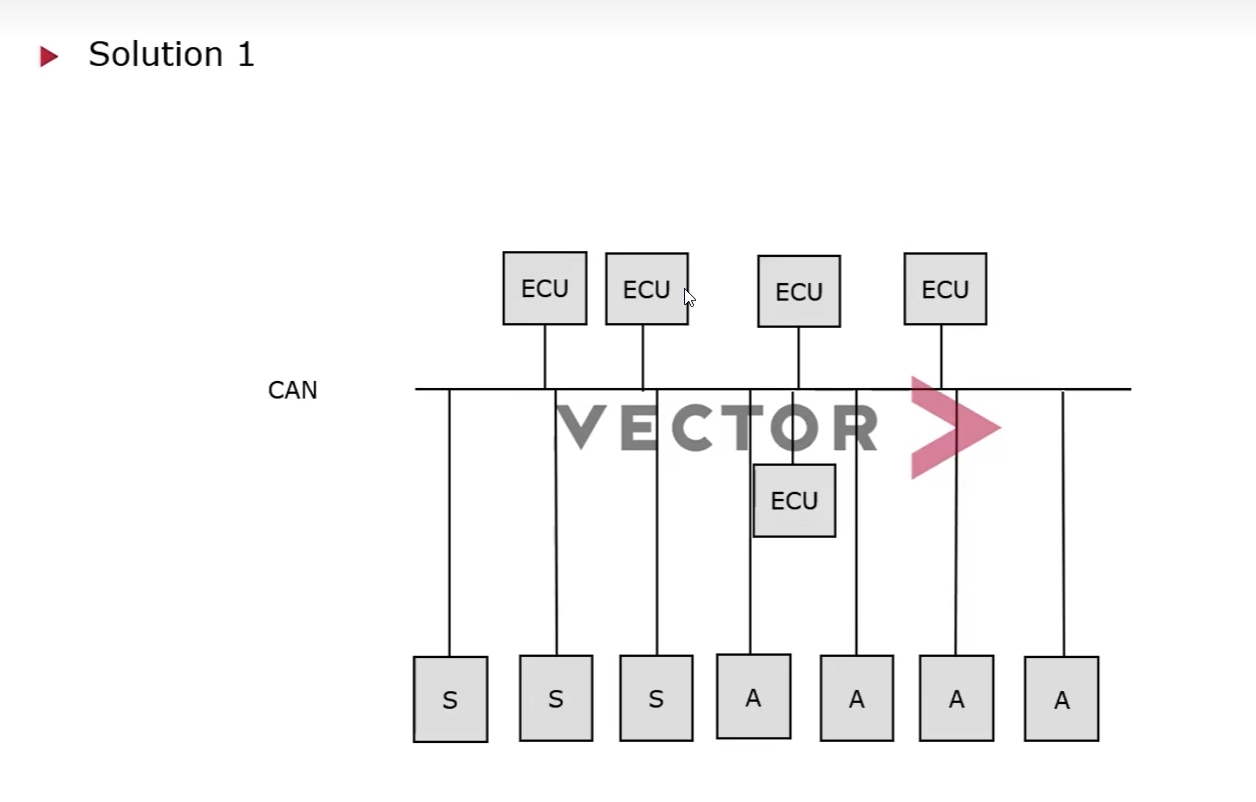 Solution 1
ECU ECU ECU ECU
CAN
VECTOR
ECU
S S S A A A A